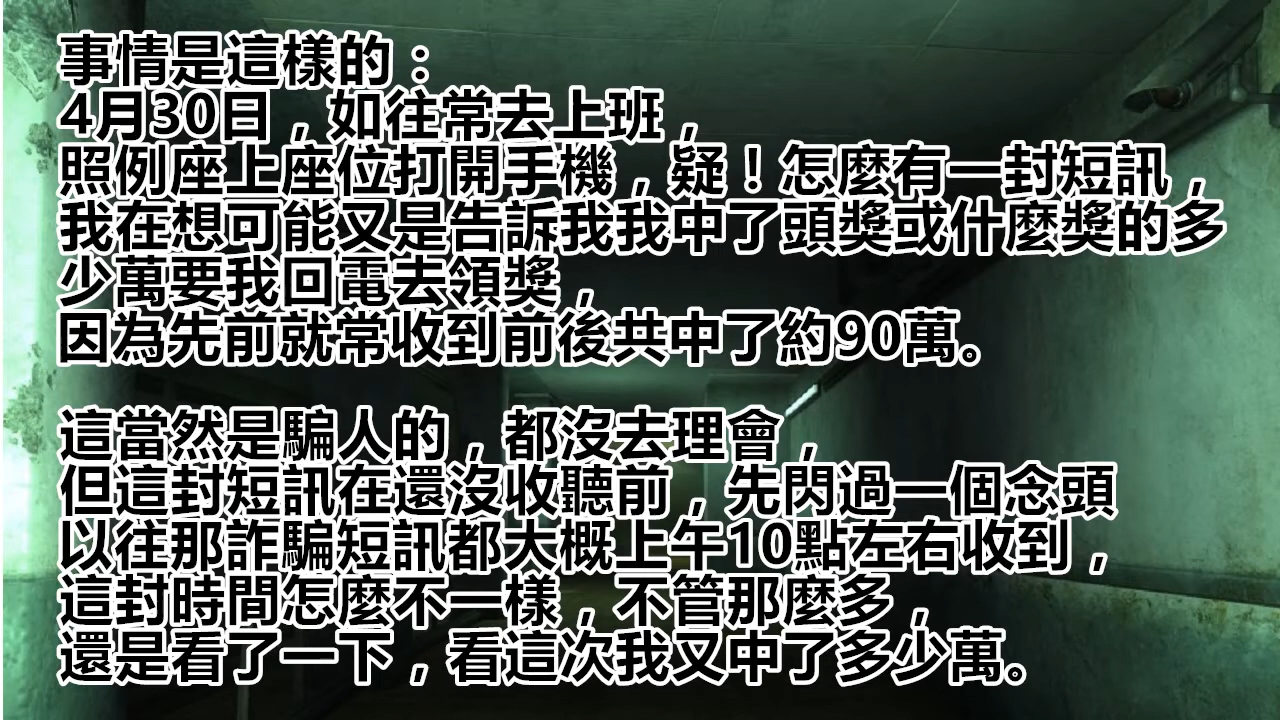 事情是這樣的：
4月30日，如往常去上班，
照例座上座位打開手機，疑！怎麼有一封短訊，
我在想可能又是告訴我我中了頭獎或什麼獎的多
少萬要我回電去領獎，
因為先前就常收到前後共中了約90萬。
這當然是騙人的，都沒去理會，
但這封短訊在還沒收聽前，先閃過一個念頭
以往那詐騙短訊都大概上午10點左右收到，
這封時間怎麼不一樣，不管那麼多，
還是看了一下，看這次我又中了多少萬。